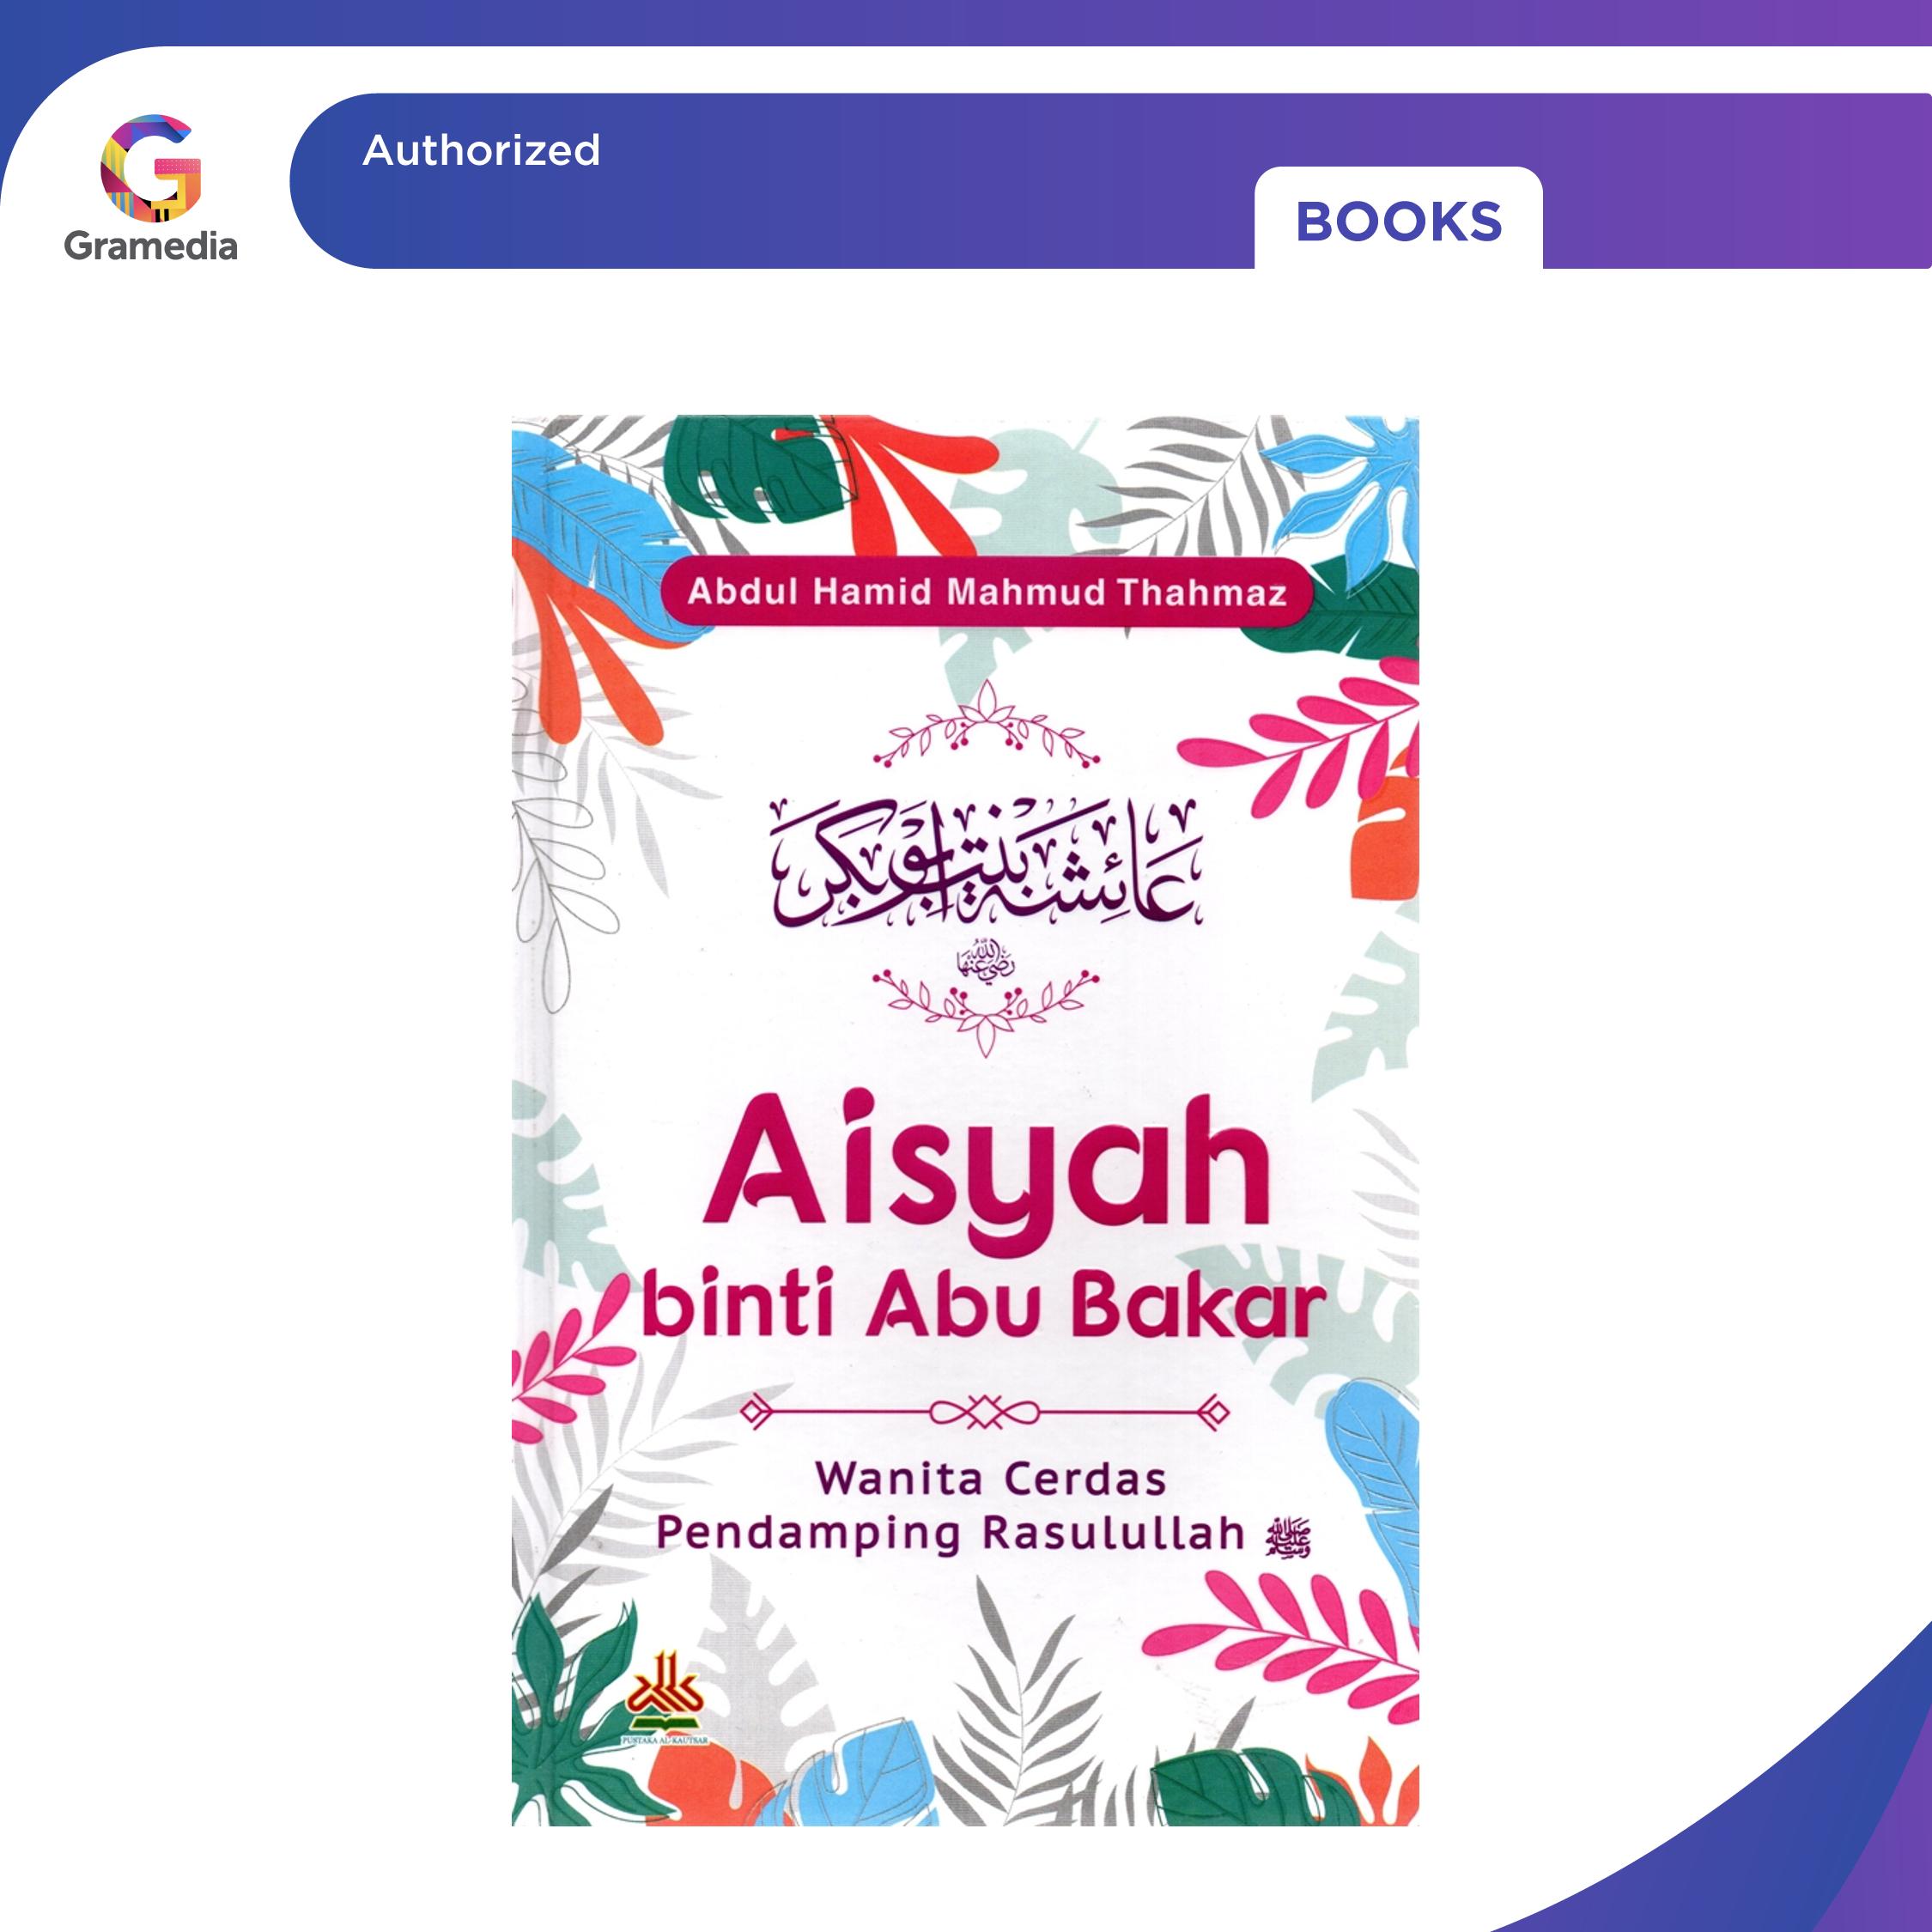 Gramedia
Authorized
BOOKS
Abdul Hamid Mahmud Thahmaz
عائشة بنت ابو بكر
رضي الله عنها
Aisyah
binti Abu Bakar
Wanita Cerdas
Pendamping Rasulullah ﷺ
PUSTAKA AL-KAUTSAR